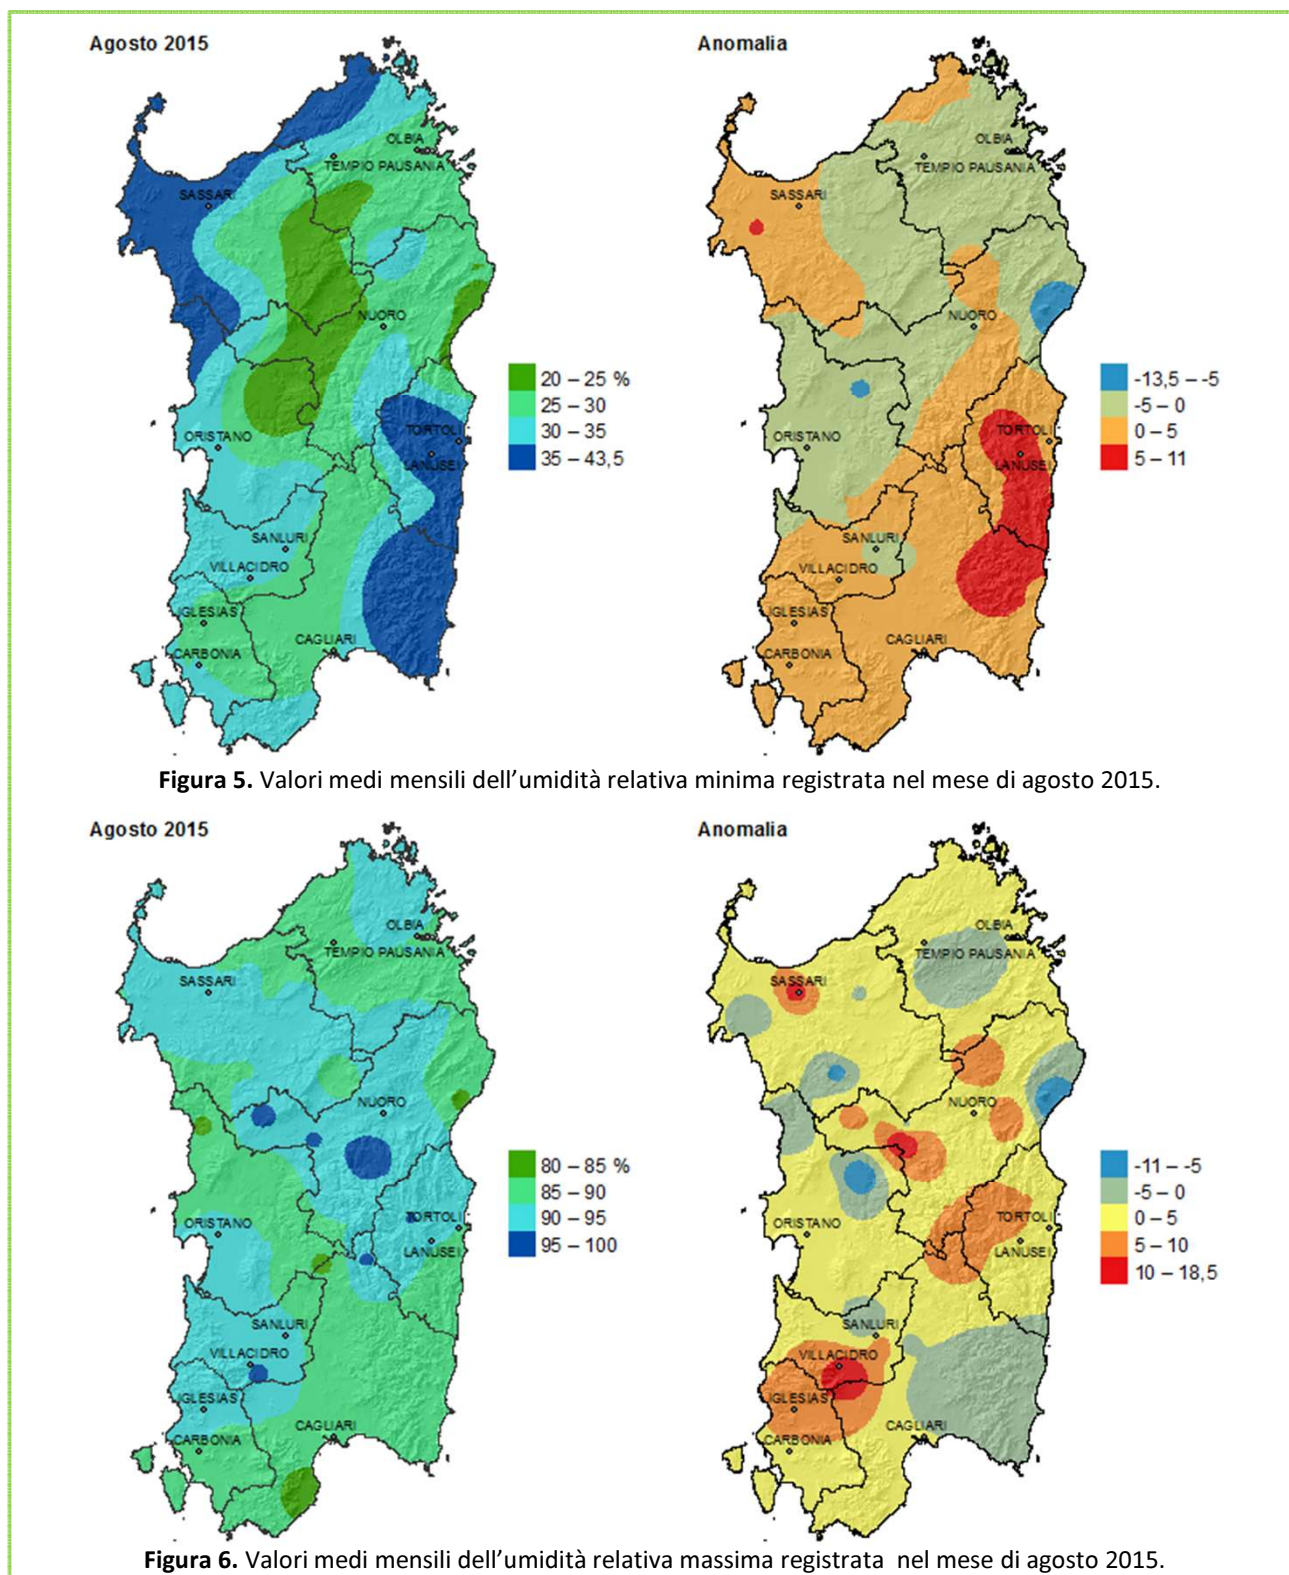 Agosto 2015
Anomalia
OLBIA
TEMPIO PAUSANIA
SASSARI
NUORO
ORISTANO
TORTOLI
LANUSEI
SANLURI
VILLACIDRO
IGLESIAS
CAGLIARI
CARBONIA
20 – 25 %
25 – 30
30 – 35
35 – 43,5
OLBIA
TEMPIO PAUSANIA
SASSARI
NUORO
ORISTANO
TORTOLI
LANUSEI
SANLURI
VILLACIDRO
IGLESIAS
CAGLIARI
CARBONIA
-13,5 – -5
-5 – 0
0 – 5
5 – 11
Figura 5. Valori medi mensili dell’umidità relativa minima registrata nel mese di agosto 2015.
Agosto 2015
Anomalia
OLBIA
TEMPIO PAUSANIA
SASSARI
NUORO
ORISTANO
TORTOLI
LANUSEI
SANLURI
VILLACIDRO
IGLESIAS
CAGLIARI
CARBONIA
80 – 85 %
85 – 90
90 – 95
95 – 100
OLBIA
TEMPIO PAUSANIA
SASSARI
NUORO
ORISTANO
TORTOLI
LANUSEI
SANLURI
VILLACIDRO
IGLESIAS
CAGLIARI
CARBONIA
-11 – -5
-5 – 0
0 – 5
5 – 10
10 – 18,5
Figura 6. Valori medi mensili dell’umidità relativa massima registrata nel mese di agosto 2015.